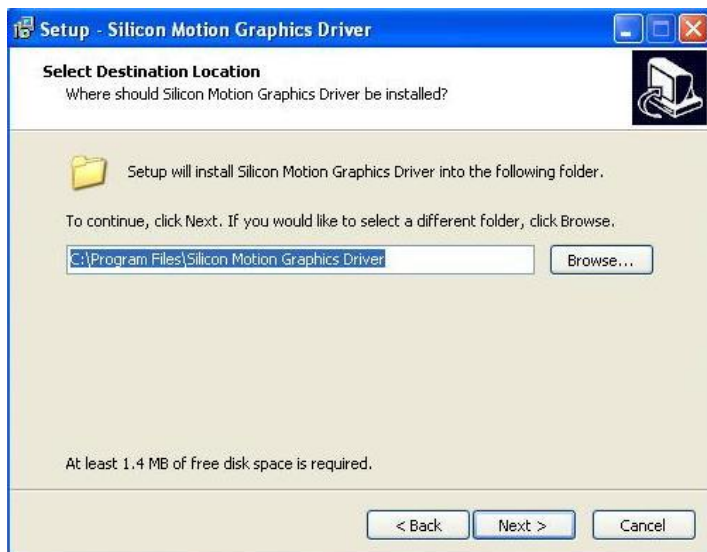 Setup - Silicon Motion Graphics Driver
Select Destination Location
Where should Silicon Motion Graphics Driver be installed?
Setup will install Silicon Motion Graphics Driver into the following folder.
To continue, click Next. If you would like to select a different folder, click Browse.
C:\Program Files\Silicon Motion Graphics Driver
Browse...
At least 1.4 MB of free disk space is required.
< Back
Next >
Cancel